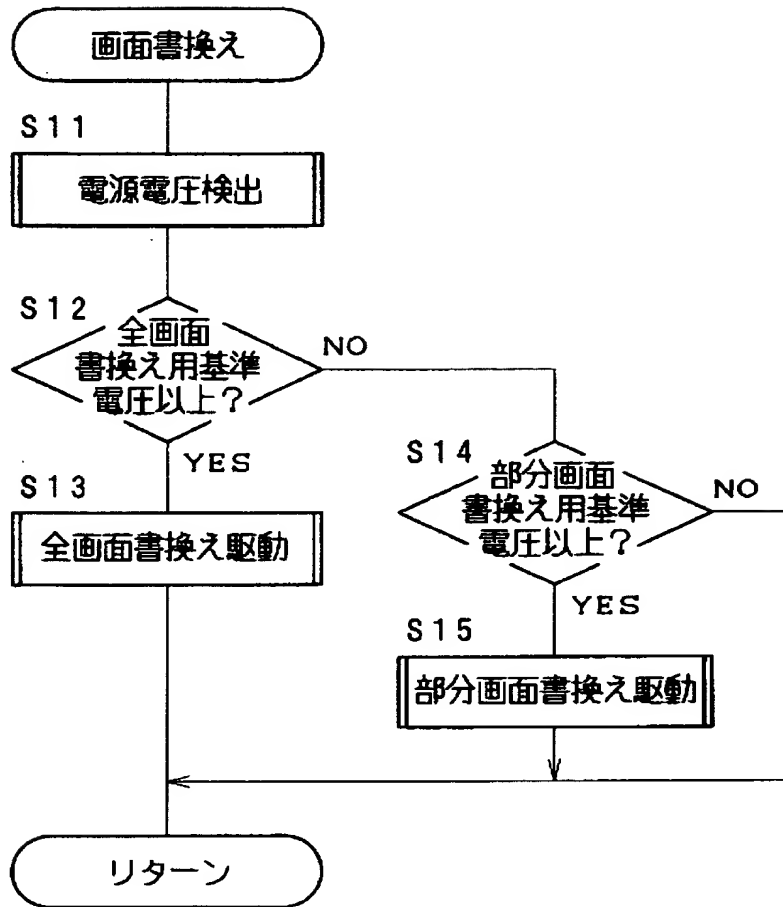 画面書換え
S11
電源電圧検出
S12
全画面
書換え用基準
電圧以上?
NO
YES
S13
全画面書換え駆動
S14
部分画面
書換え用基準
電圧以上?
NO
YES
S15
部分画面書換え駆動
リターン